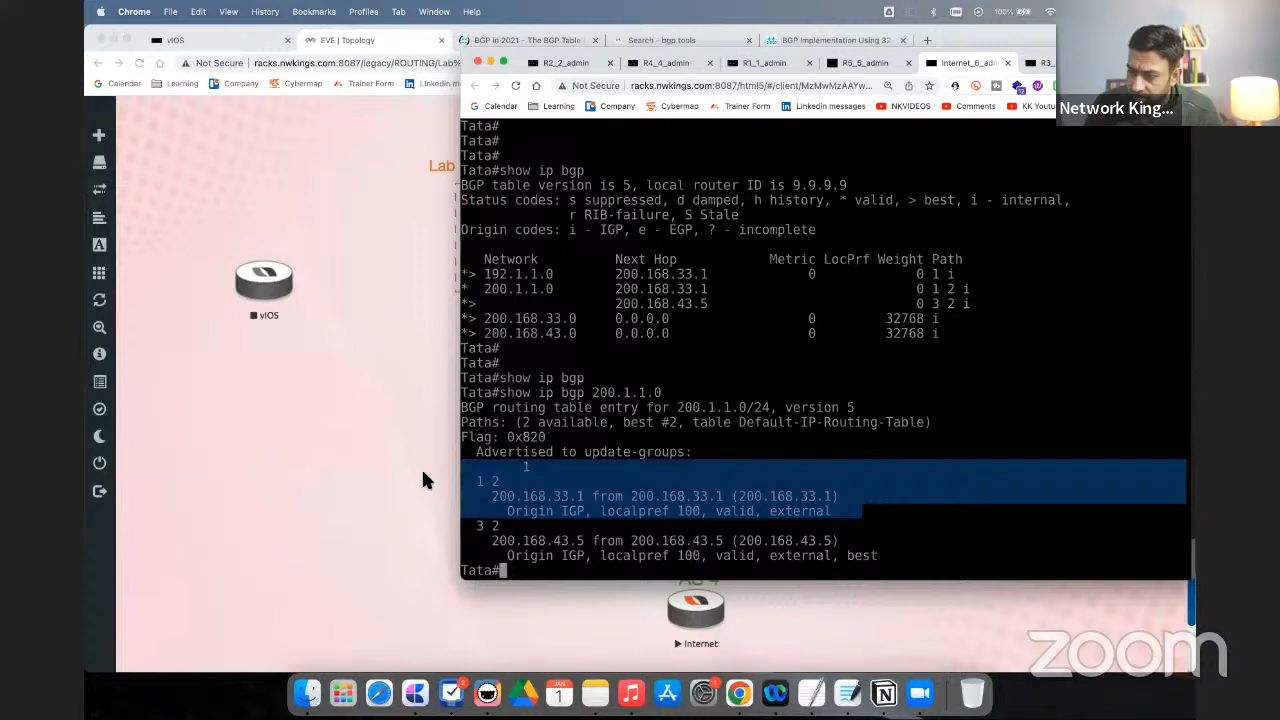 Chrome File Edit View History Bookmarks Profiles Tab Window Help 100%
vIOS × EVE | Topology × BGP in 2021 – The BGP Table × Search - bgp.tools × BGP Implementation Using 32 × +
Not Secure racks.nwkings.com:8087/legacy/ROUTING/Lab%
Calendar Learning Company Cybermap Trainer Form Linkedin m
R2_2_admin × R4_4_admin × R1_1_admin × R5_5_admin × Internet_6_adm ×
Not Secure racks.nwkings.com:8087/html5/#/client/MzMwMzAAYw...
Calendar Learning Company Cybermap Trainer Form Linkedin messages NKVIDEOS Comments KK Youtu
Network King...
Lab
vIOS
Tata#
Tata#
Tata#
Tata#show ip bgp
BGP table version is 5, local router ID is 9.9.9.9
Status codes: s suppressed, d damped, h history, * valid, > best, i - internal,
r RIB-failure, S Stale
Origin codes: i - IGP, e - EGP, ? - incomplete
Network Next Hop Metric LocPrf Weight Path
*> 192.1.1.0 200.168.33.1 0 0 1 i
* 200.1.1.0 200.168.33.1 0 1 2 i
*> 200.168.43.5 0 3 2 i
*> 200.168.33.0 0.0.0.0 0 32768 i
*> 200.168.43.0 0.0.0.0 0 32768 i
Tata#
Tata#
Tata#show ip bgp
Tata#show ip bgp 200.1.1.0
BGP routing table entry for 200.1.1.0/24, version 5
Paths: (2 available, best #2, table Default-IP-Routing-Table)
Flag: 0x820
Advertised to update-groups:
1
1 2
200.168.33.1 from 200.168.33.1 (200.168.33.1)
Origin IGP, localpref 100, valid, external
3 2
200.168.43.5 from 200.168.43.5 (200.168.43.5)
Origin IGP, localpref 100, valid, external, best
Tata#
AS 4
Internet
zoom
JAN
1